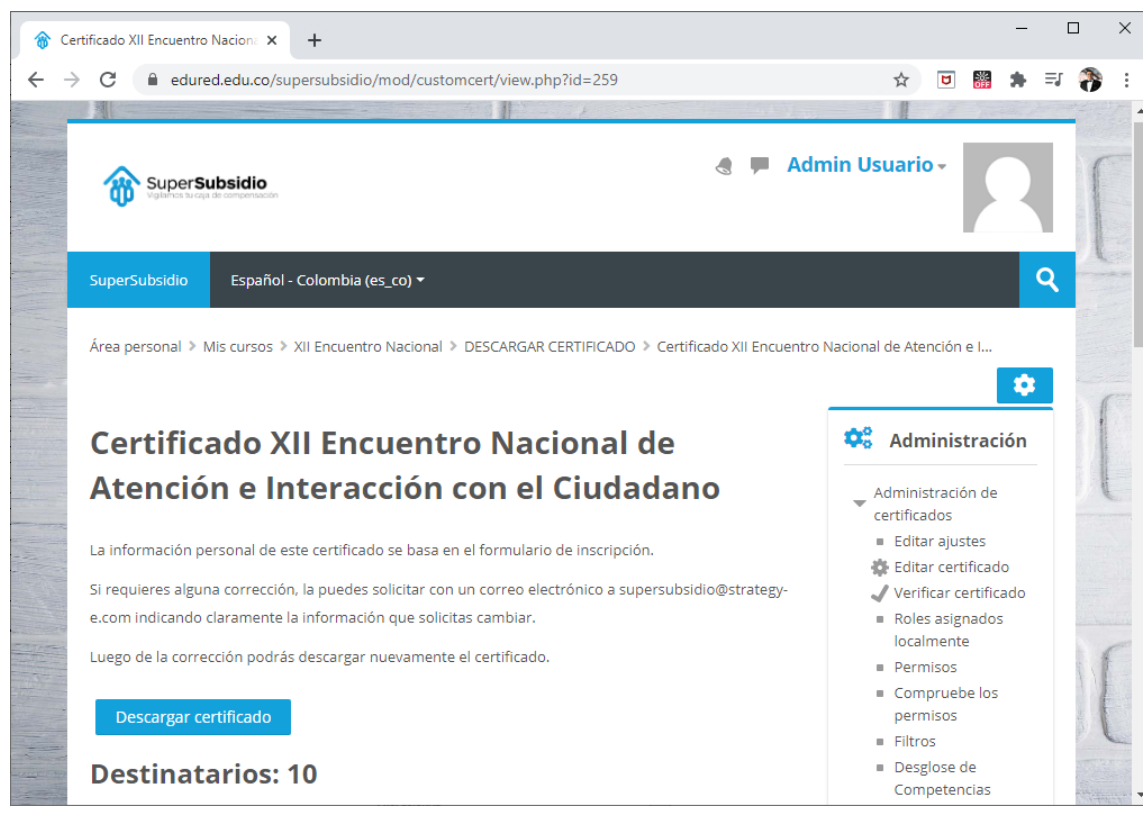 Certificado XII Encuentro Naciona
edured.edu.co/supersubsidio/mod/customcert/view.php?id=259
OFF
SuperSubsidio
Vigilamos tu caja de compensación
Admin Usuario
SuperSubsidio
Español - Colombia (es_co)
Área personal > Mis cursos > XII Encuentro Nacional > DESCARGAR CERTIFICADO > Certificado XII Encuentro Nacional de Atención e I...
Certificado XII Encuentro Nacional de
Atención e Interacción con el Ciudadano
La información personal de este certificado se basa en el formulario de inscripción.
Si requieres alguna corrección, la puedes solicitar con un correo electrónico a supersubsidio@strategy-
e.com indicando claramente la información que solicitas cambiar.
Luego de la corrección podrás descargar nuevamente el certificado.
Descargar certificado
Destinatarios: 10
Administración
Administración de
certificados
Editar ajustes
Editar certificado
Verificar certificado
Roles asignados
localmente
Permisos
Compruebe los
permisos
Filtros
Desglose de
Competencias